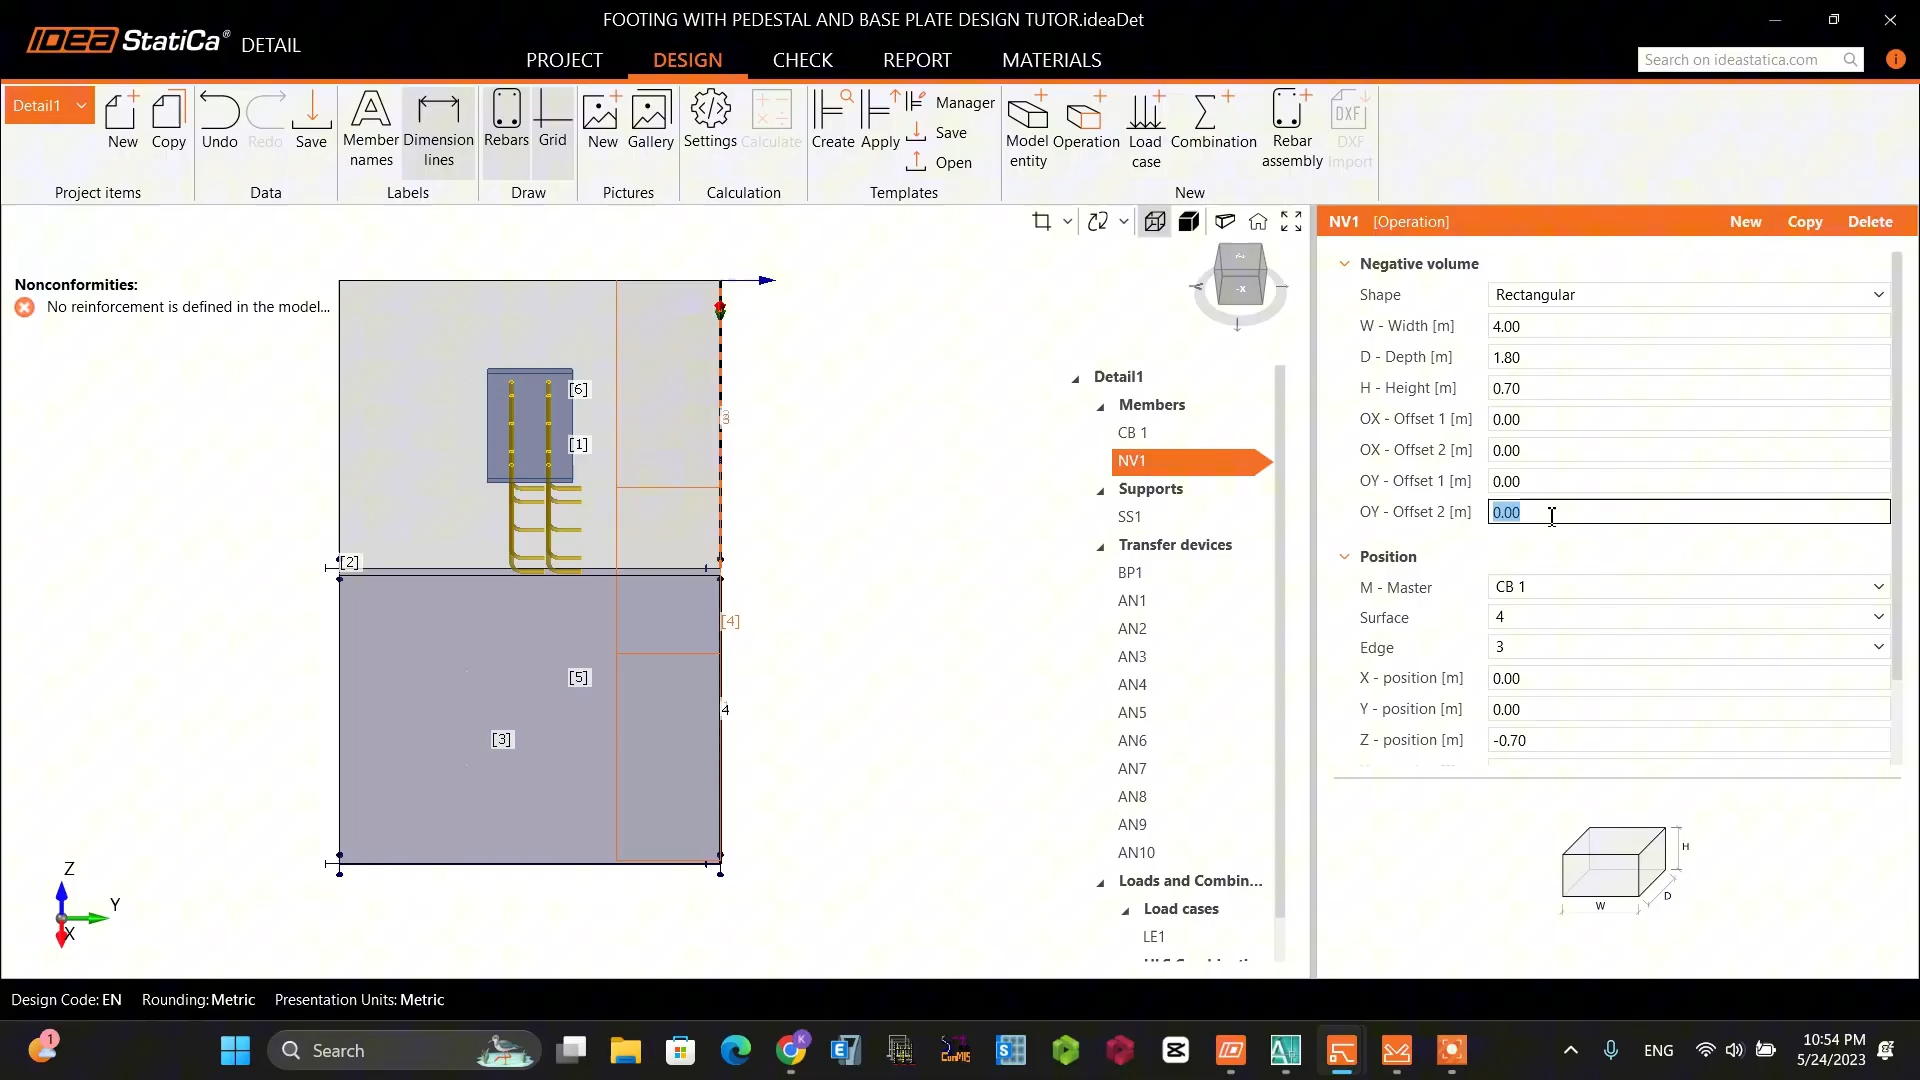 FOOTING WITH PEDESTAL AND BASE PLATE DESIGN TUTOR.ideaDet
IDEA StatiCa® DETAIL
PROJECT DESIGN CHECK REPORT MATERIALS
Search on ideastatica.com
Detail1
New Copy Undo Redo Save
Member names Dimension lines
Rebars Grid New Gallery Settings Calculate
Create Apply
Manager
Save
Open
Model entity Operation Load case Combination Rebar assembly DXF Import
Project items Data Labels Draw Pictures Calculation Templates New
NV1 [Operation] New Copy Delete
Nonconformities:
No reinforcement is defined in the model...
-X
[6]
[1]
[2]
[4]
[5]
[3]
4
Z
Y
X
Detail1
Members
CB 1
NV1
Supports
SS1
Transfer devices
BP1
AN1
AN2
AN3
AN4
AN5
AN6
AN7
AN8
AN9
AN10
Loads and Combin...
Load cases
LE1
Negative volume
Shape Rectangular
W - Width [m] 4.00
D - Depth [m] 1.80
H - Height [m] 0.70
OX - Offset 1 [m] 0.00
OX - Offset 2 [m] 0.00
OY - Offset 1 [m] 0.00
OY - Offset 2 [m] 0.00
Position
M - Master CB 1
Surface 4
Edge 3
X - position [m] 0.00
Y - position [m] 0.00
Z - position [m] -0.70
H
D
W
Design Code: EN Rounding: Metric Presentation Units: Metric
1
Search
K
ENG
10:54 PM
5/24/2023